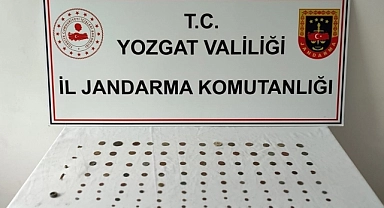 T.C.
YOZGAT VALİLİĞİ
İL JANDARMA KOMUTANLIĞI